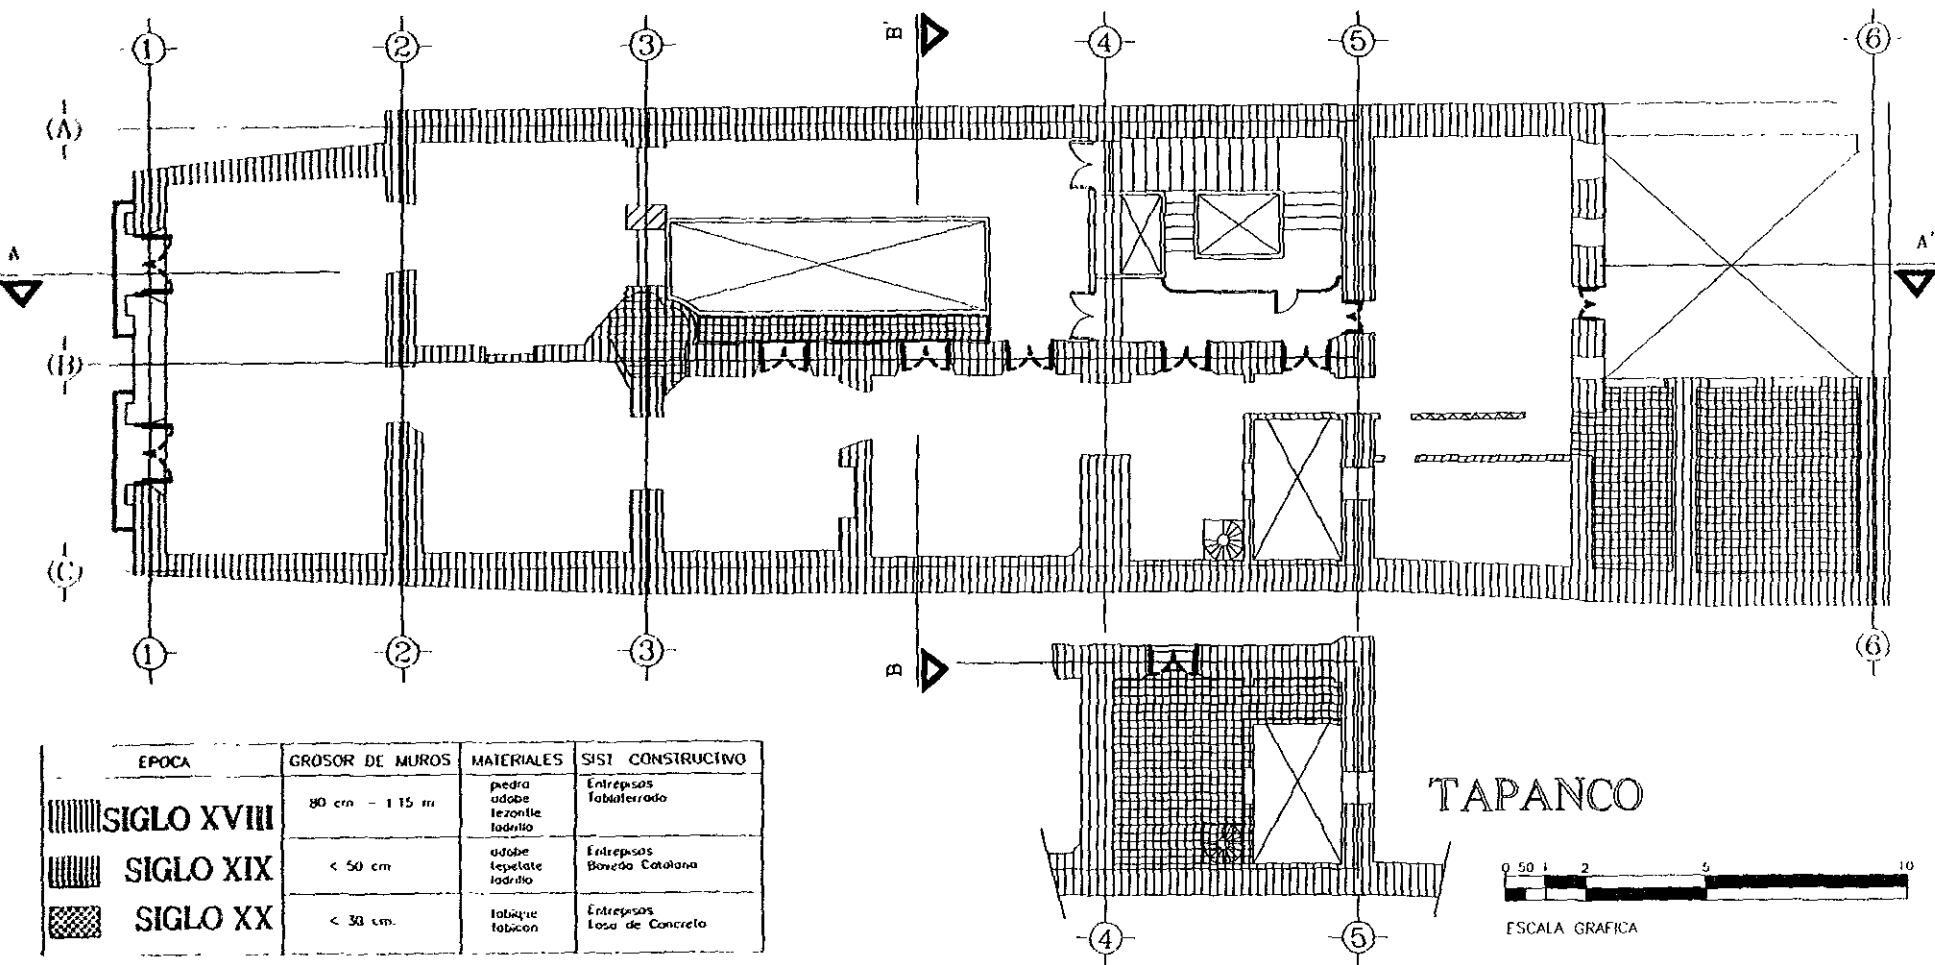 1 2 3 B' 4 5 6
(A)
A A'
(B)
(C)
1 2 3 B 6
EPOCA GROSOR DE MUROS MATERIALES SIST CONSTRUCTIVO
SIGLO XVIII 80 cm - 1 15 m
piedra
adobe
tezontle
ladrillo
Entrepisos
SIGLO XIX < 50 cm
adobe
tepetate
ladrillo
Entrepisos
Boveda Catalana
SIGLO XX < 30 cm.
tabique
tabicon
Entrepisos
Losa de Concreto
4 5
TAPANCO
0 50 1 2 5 10
ESCALA GRAFICA